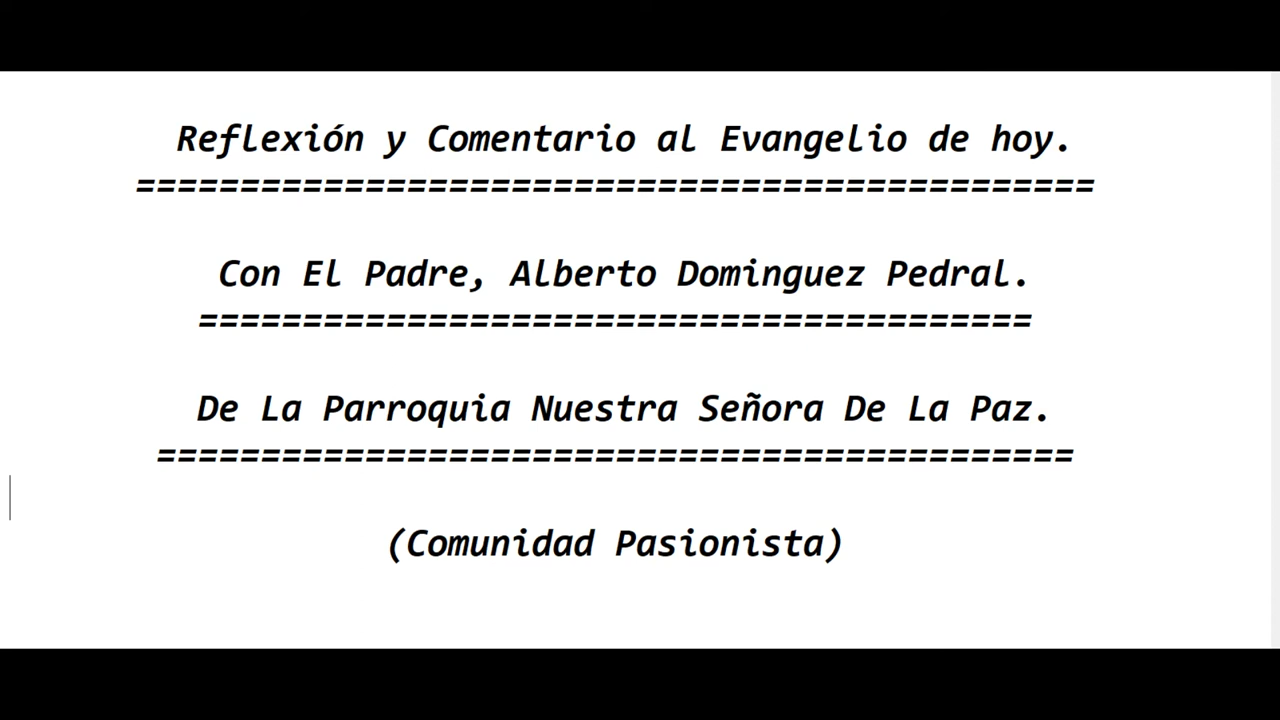 Reflexión y Comentario al Evangelio de hoy.
==============================================
Con El Padre, Alberto Dominguez Pedral.
========================================
De La Parroquia Nuestra Señora De La Paz.
============================================
(Comunidad Pasionista)